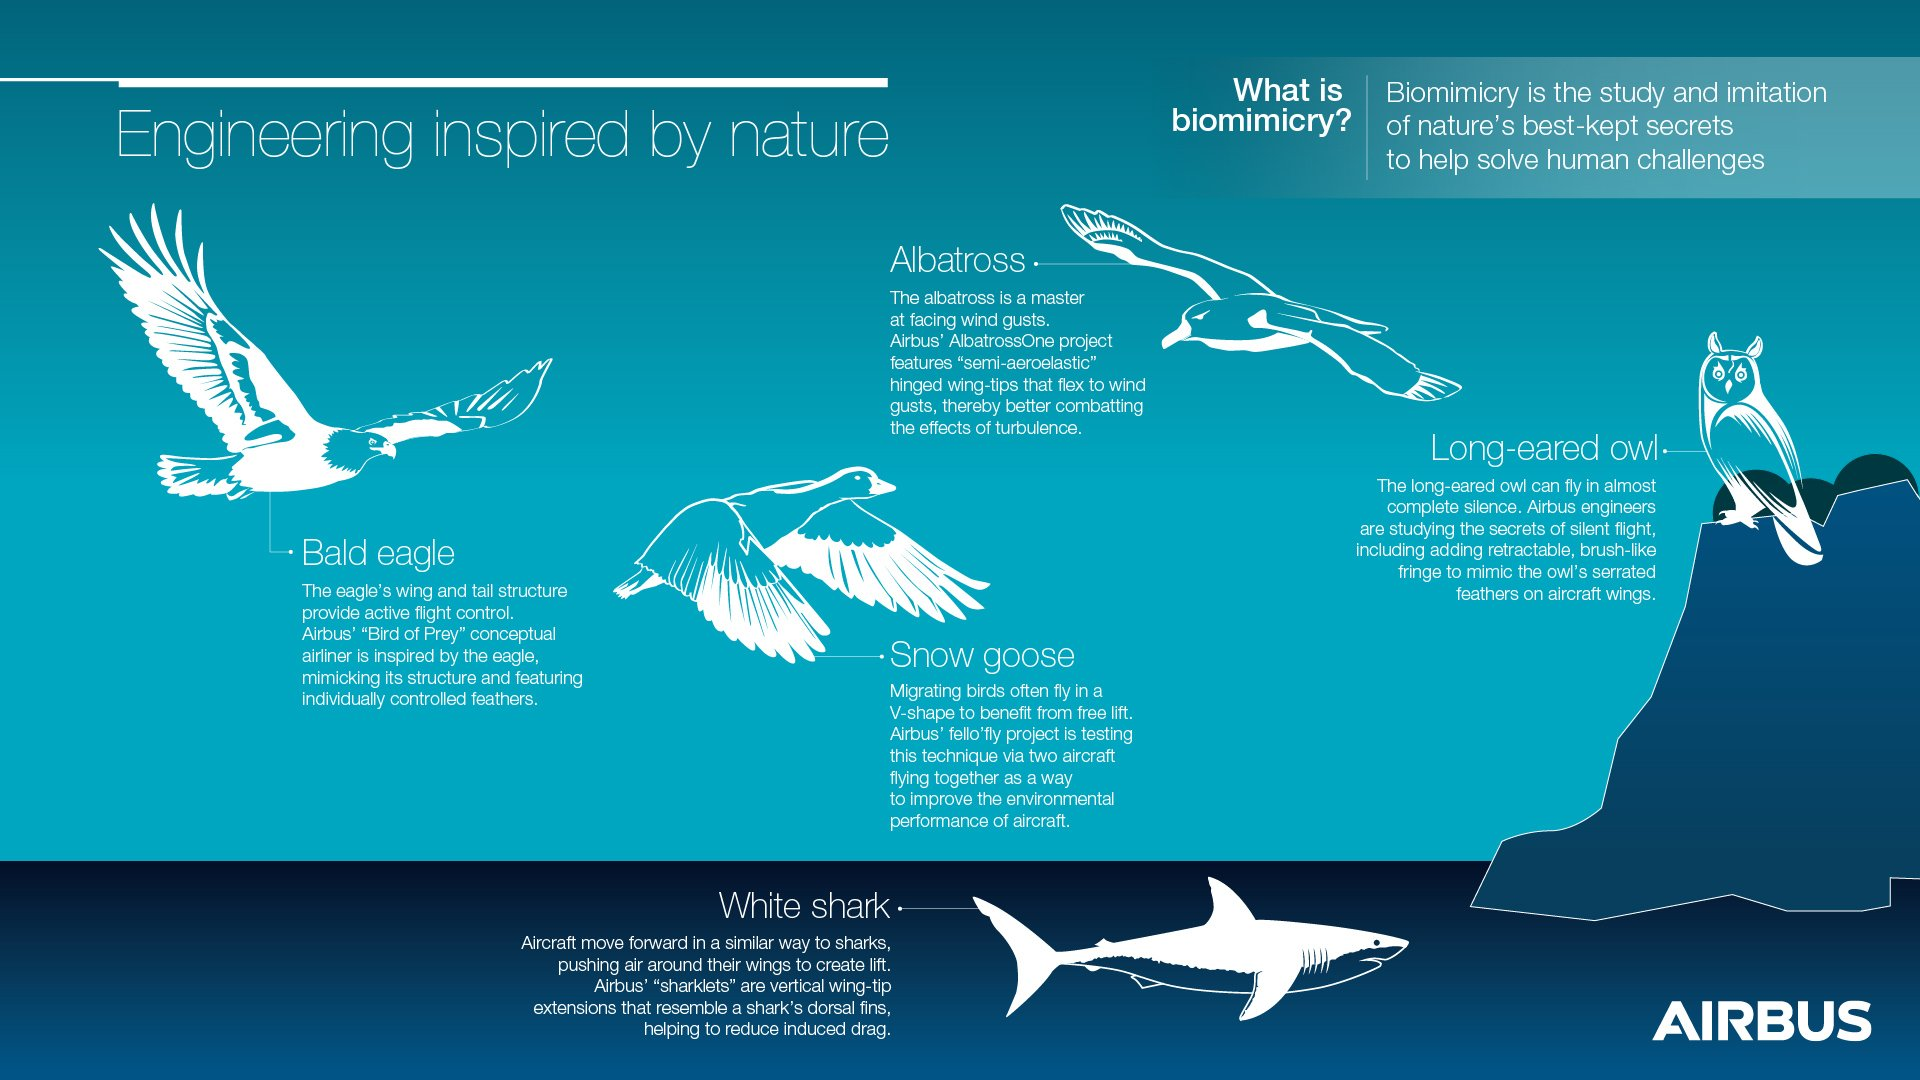 Engineering inspired by nature
What is
biomimicry?
Biomimicry is the study and imitation
of nature's best-kept secrets
to help solve human challenges
Albatross
The albatross is a master
at facing wind gusts.
Airbus' AlbatrossOne project
features “semi-aeroelastic”
hinged wing-tips that flex to wind
gusts, thereby better combatting
the effects of turbulence.
Long-eared owl
The long-eared owl can fly in almost
complete silence. Airbus engineers
are studying the secrets of silent flight,
including adding retractable, brush-like
fringe to mimic the owl's serrated
feathers on aircraft wings.
Bald eagle
The eagle's wing and tail structure
provide active flight control.
Airbus' “Bird of Prey” conceptual
airliner is inspired by the eagle,
mimicking its structure and featuring
individually controlled feathers.
Snow goose
Migrating birds often fly in a
V-shape to benefit from free lift.
Airbus' fello'fly project is testing
this technique via two aircraft
flying together as a way
to improve the environmental
performance of aircraft.
White shark
Aircraft move forward in a similar way to sharks,
pushing air around their wings to create lift.
Airbus' “sharklets” are vertical wing-tip
extensions that resemble a shark's dorsal fins,
helping to reduce induced drag.
AIRBUS